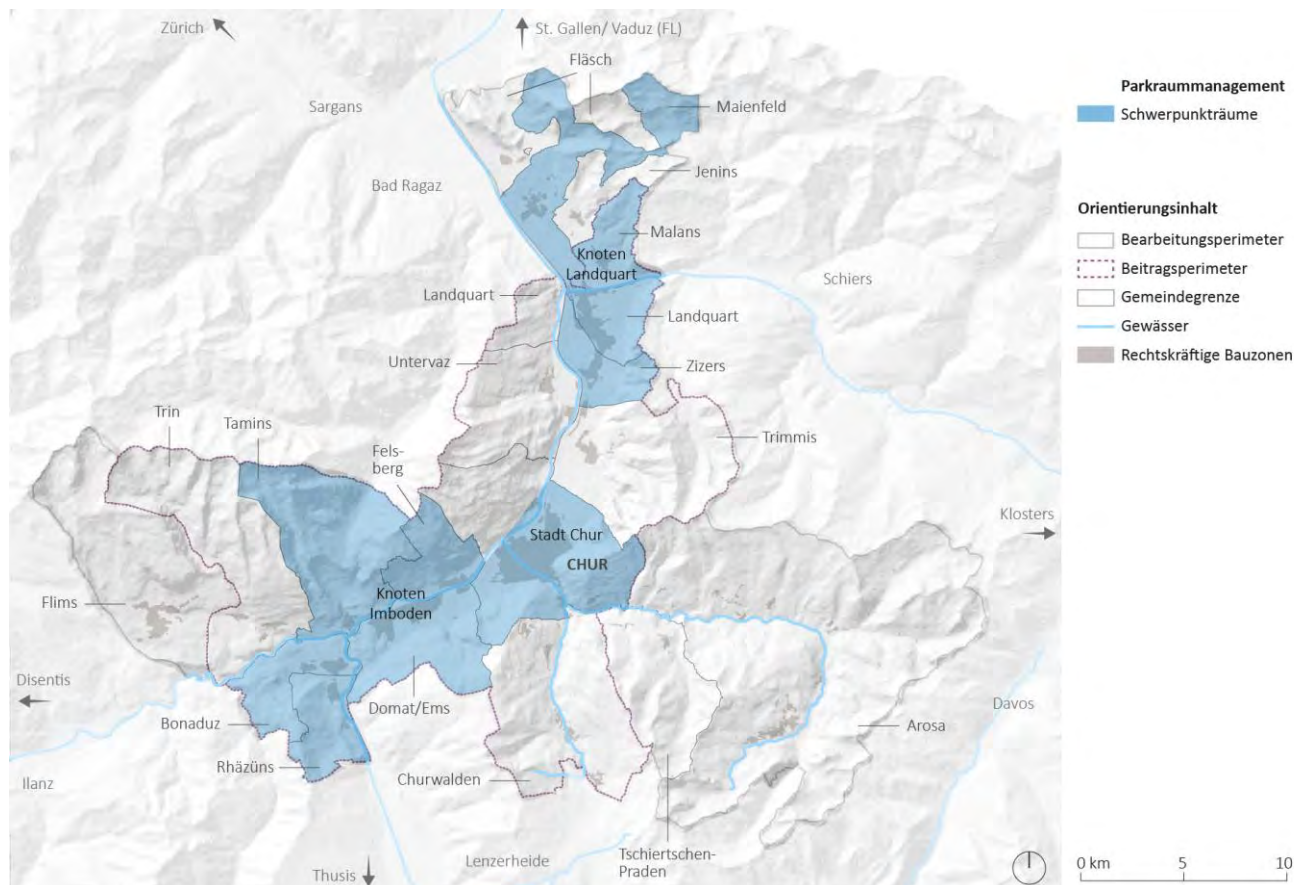 Zürich
St. Gallen/ Vaduz (FL)
Fläsch
Sargans
Maienfeld
Jenins
Bad Ragaz
Malans
Knoten
Landquart
Schiers
Landquart
Landquart
Untervaz
Zizers
Trin
Tamins
Fels-
berg
Trimmis
Klosters
Stadt Chur
CHUR
Flims
Knoten
Imboden
Disentis
Bonaduz
Domat/Ems
Davos
Arosa
Rhäzüns
Ilanz
Churwalden
Lenzerheide
Tschiertschen-
Praden
Thusis
Parkraummanagement
Schwerpunkträume
Orientierungsinhalt
Bearbeitungsperimeter
Beitragsperimeter
Gemeindegrenze
Gewässer
Rechtskräftige Bauzonen
0 km 5 10